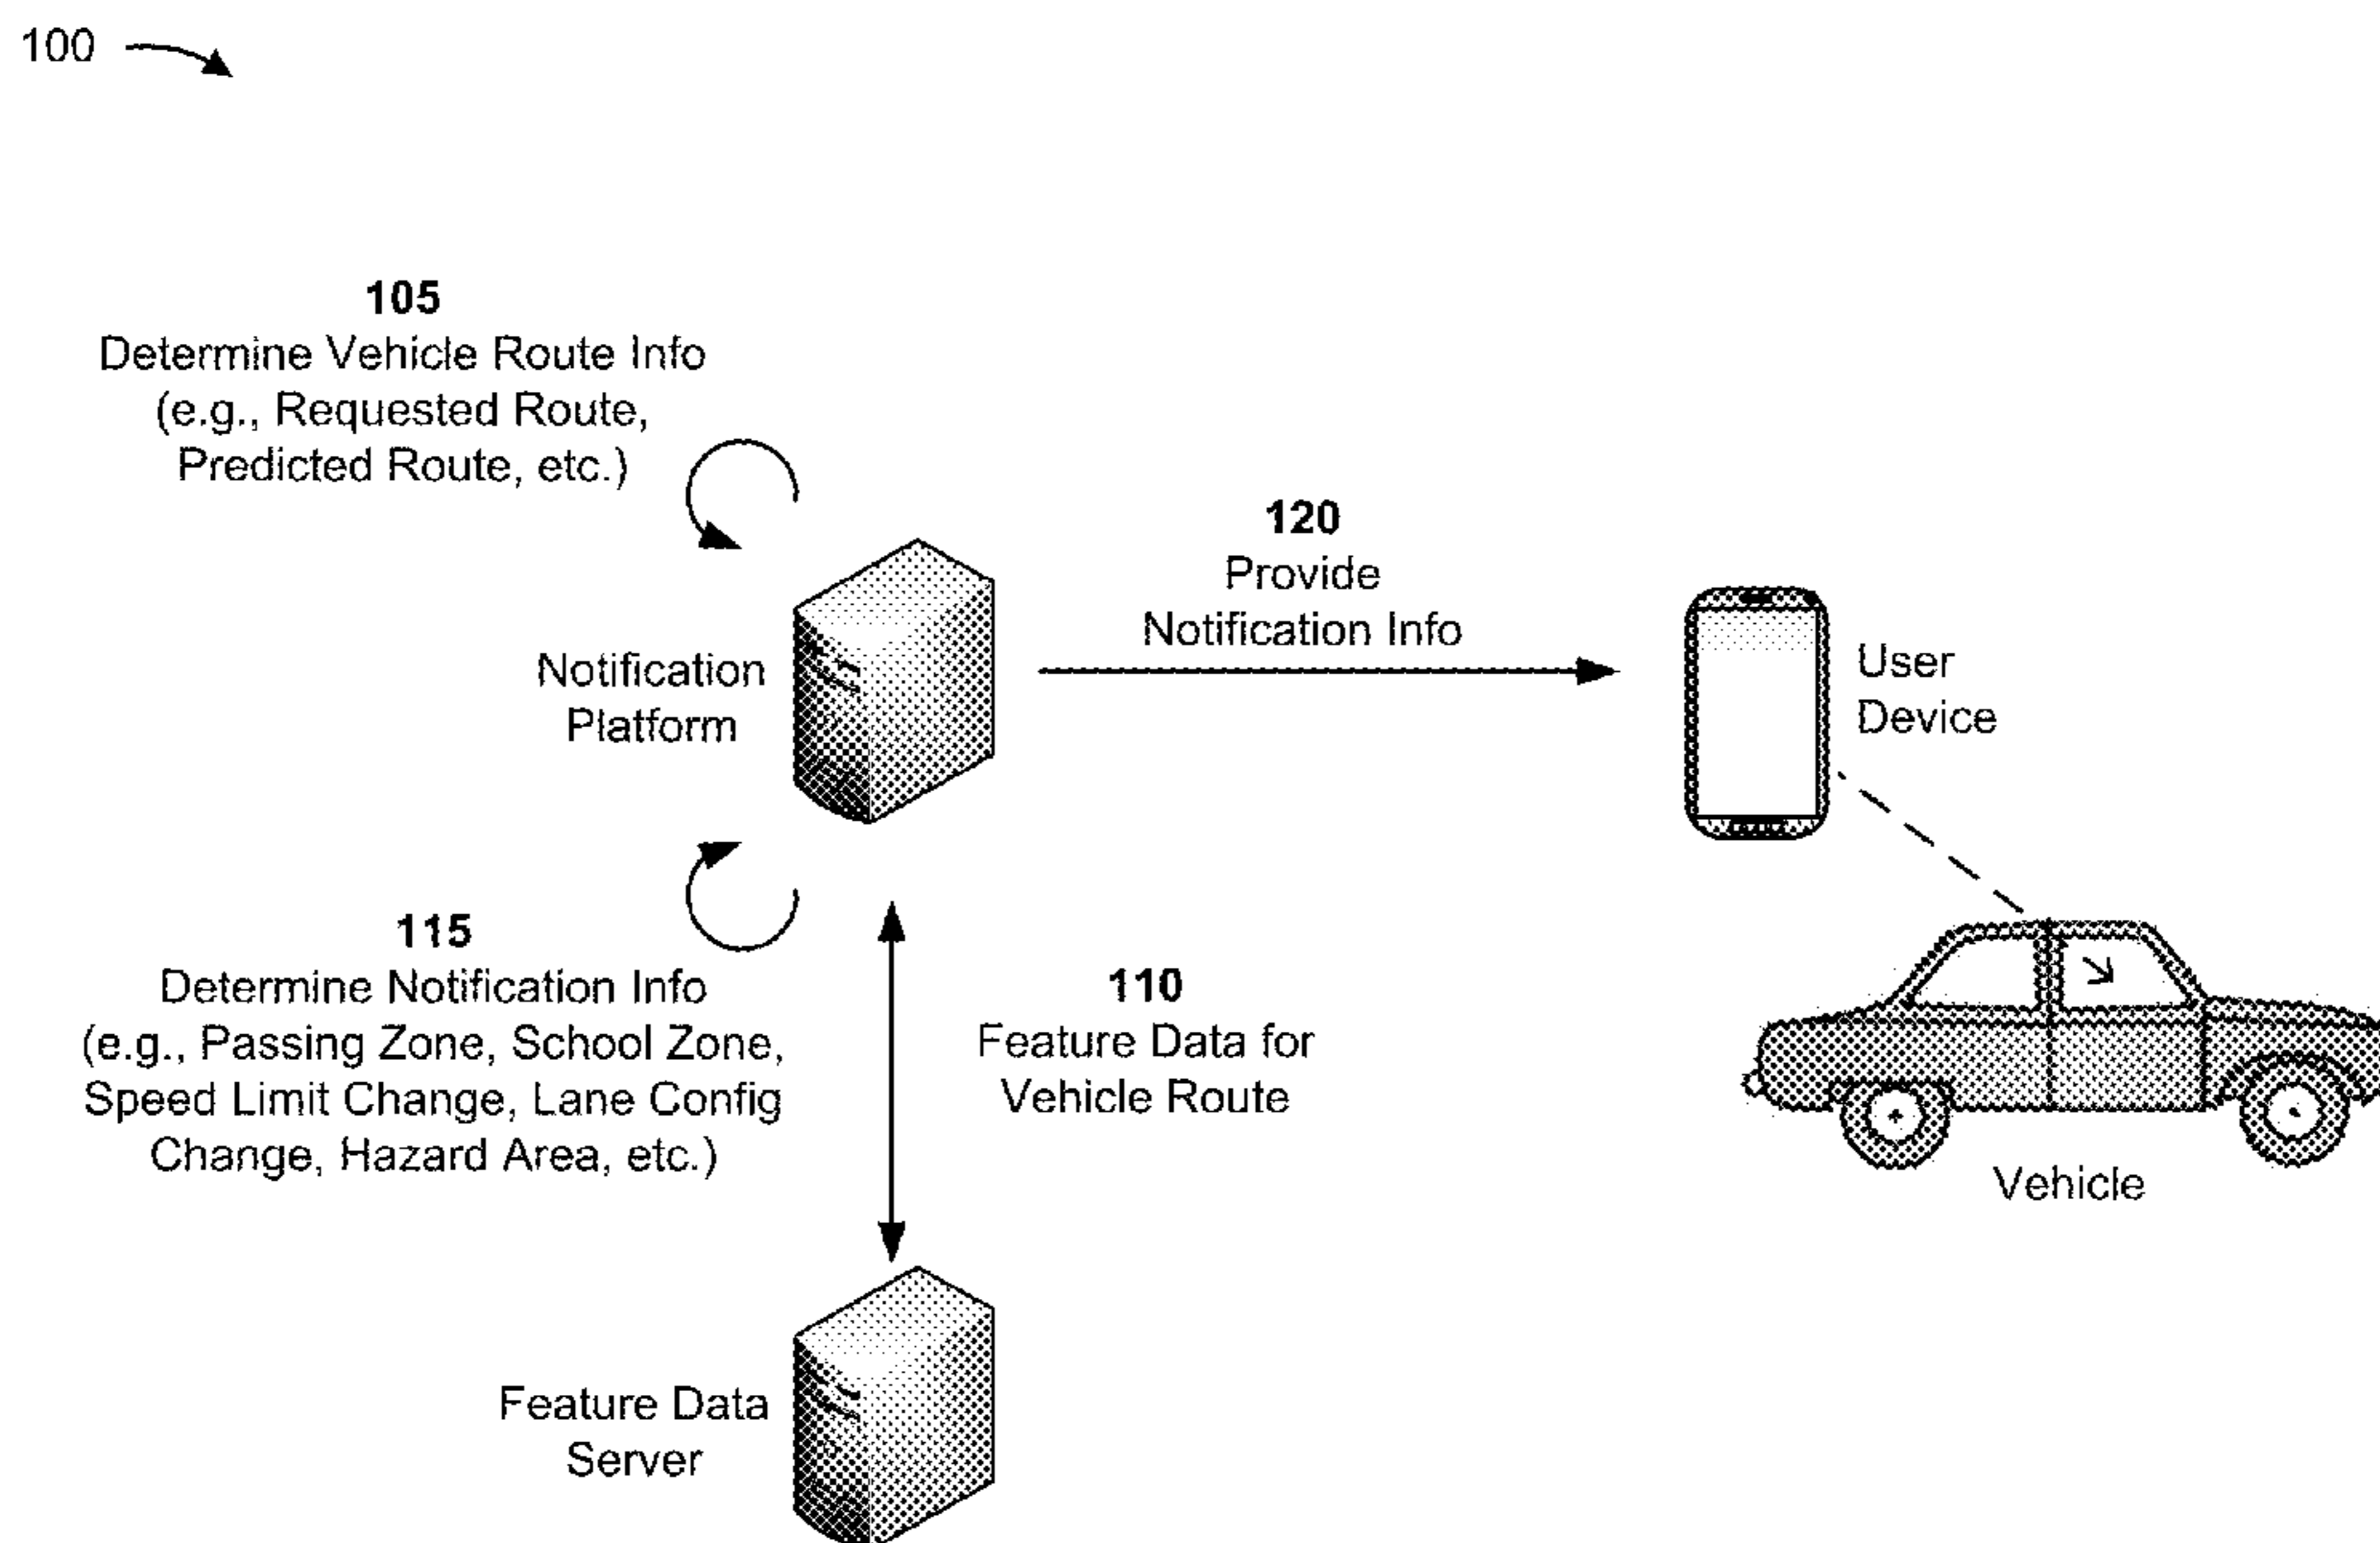 100
105
Determine Vehicle Route Info
(e.g., Requested Route,
Predicted Route, etc.)
120
Provide
Notification Info
Notification
Platform
User
Device
115
Determine Notification Info
(e.g., Passing Zone, School Zone,
Speed Limit Change, Lane Config
Change, Hazard Area, etc.)
110
Feature Data for
Vehicle Route
Vehicle
Feature Data
Server